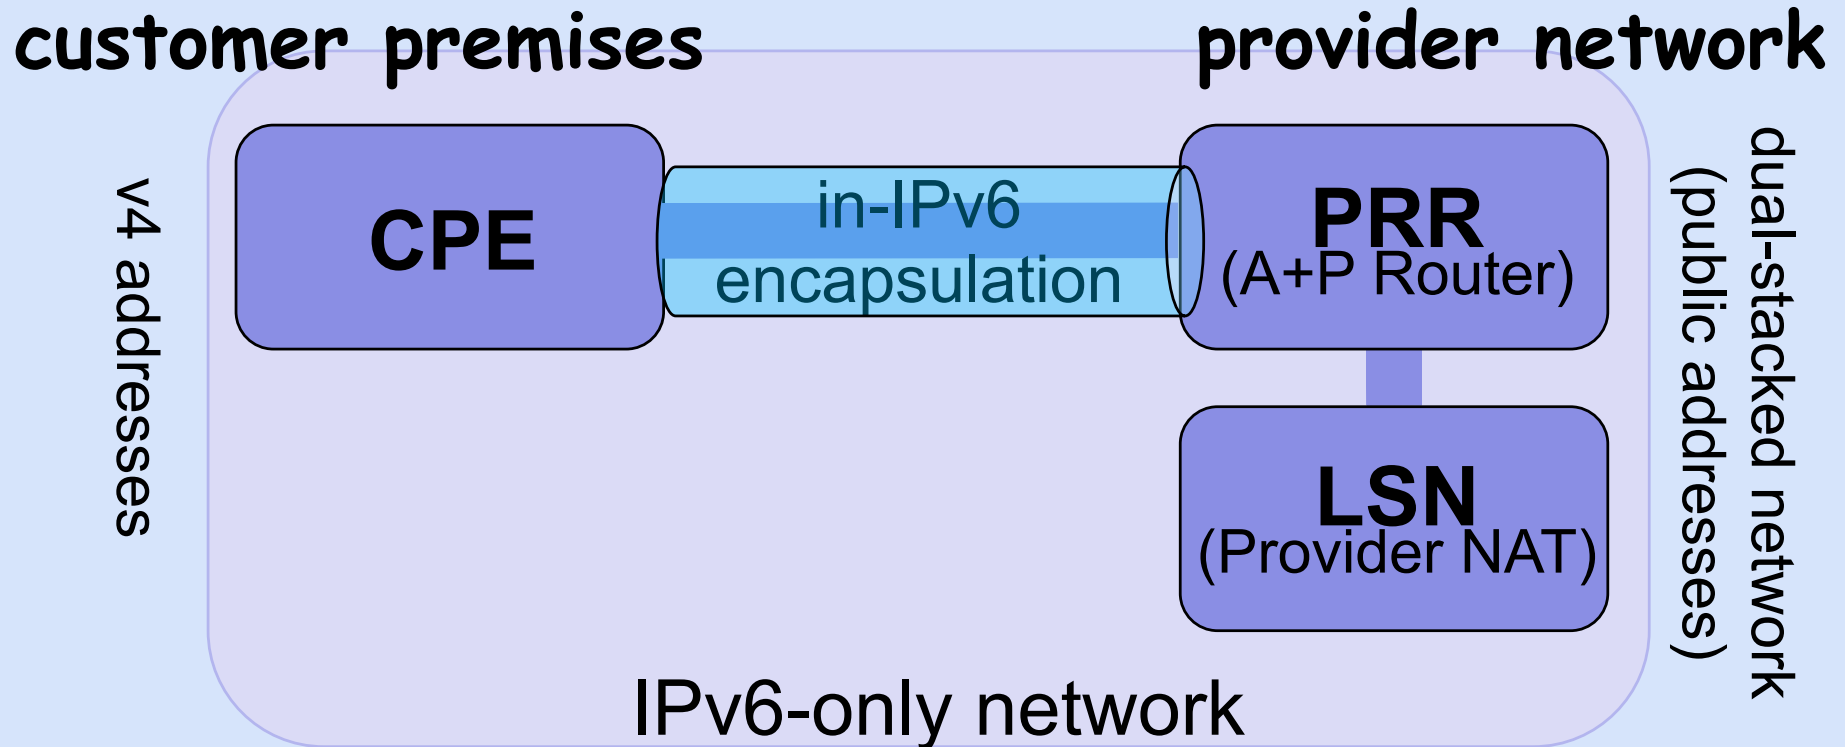 customer premises
provider network
v4 addresses
CPE
in-IPv6
encapsulation
PRR
(A+P Router)
LSN
(Provider NAT)
dual-stacked network
(public addresses)
IPv6-only network